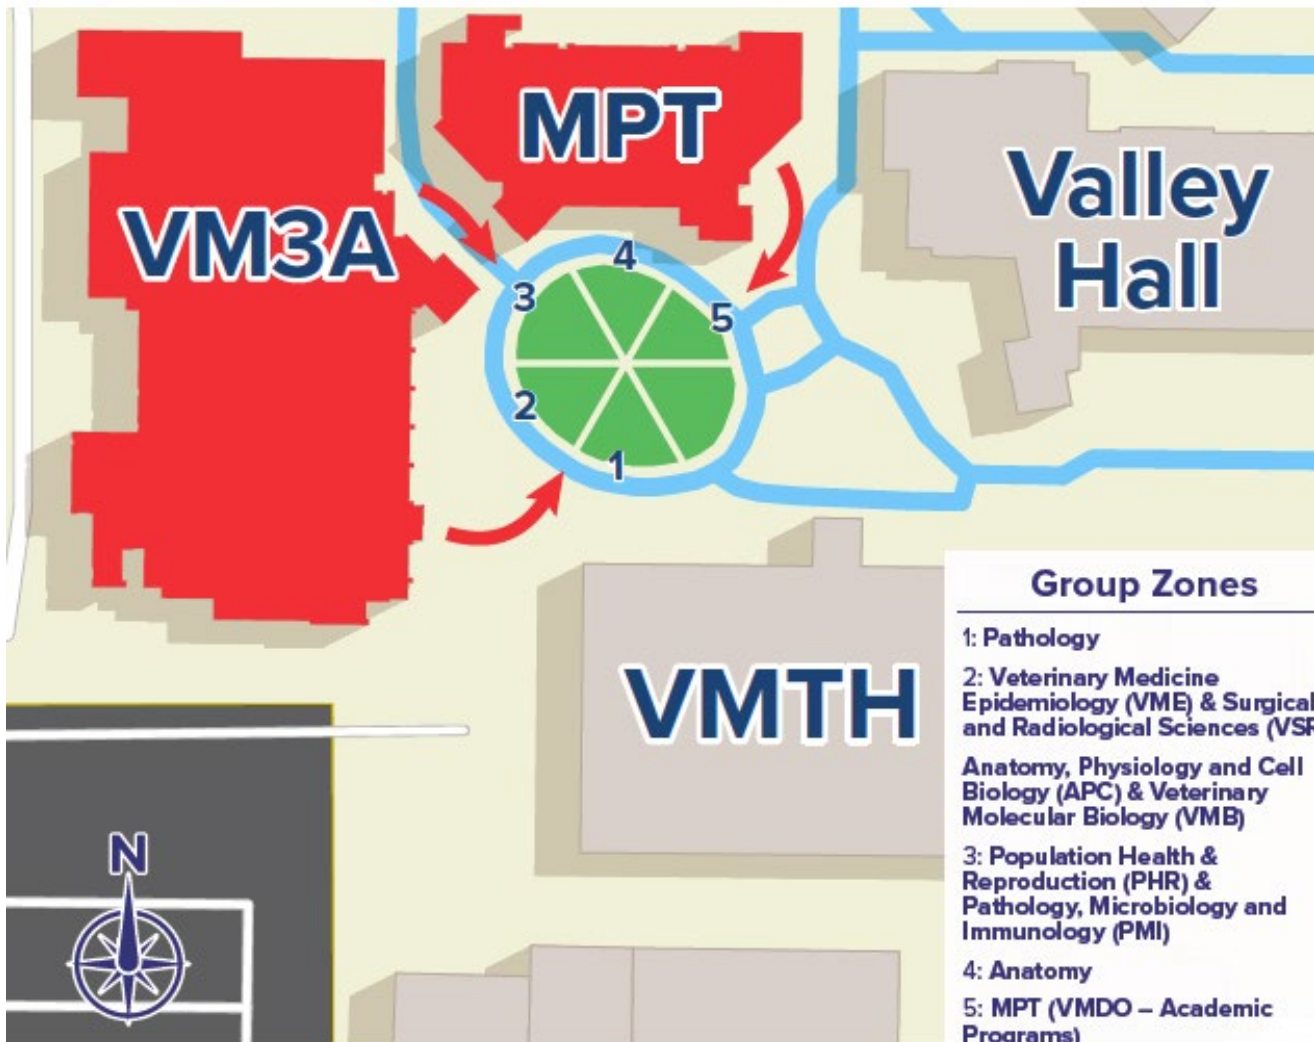 MPT
VM3A
Valley
Hall
4
3
5
2
1
VMTH
N
Group Zones
1: Pathology
2: Veterinary Medicine
Epidemiology (VME) & Surgical
and Radiological Sciences (VSR
Anatomy, Physiology and Cell
Biology (APC) & Veterinary
Molecular Biology (VMB)
3: Population Health &
Reproduction (PHR) &
Pathology, Microbiology and
Immunology (PMI)
4: Anatomy
5: MPT (VMDO – Academic
Programs)